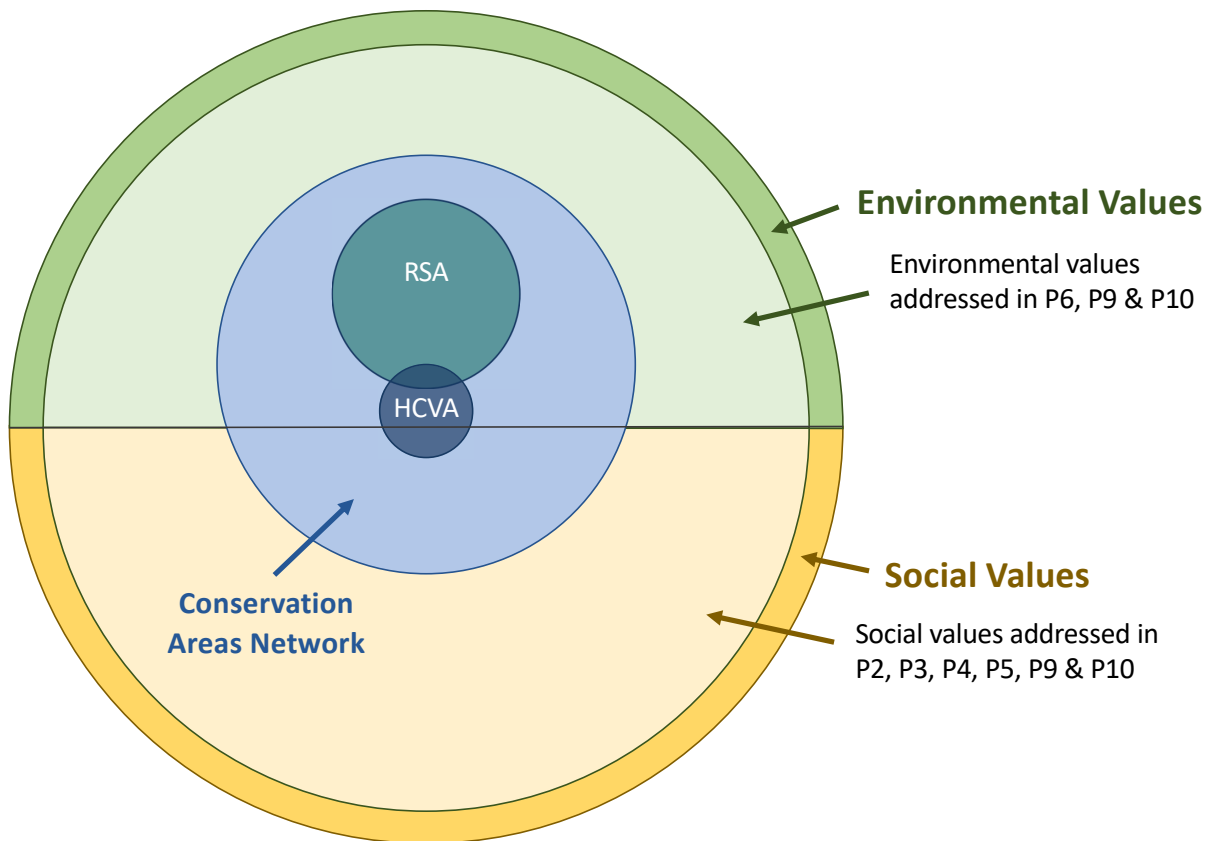 Environmental Values
Environmental values
addressed in P6, P9 & P10
RSA
HCVA
Conservation
Areas Network
Social Values
Social values addressed in
P2, P3, P4, P5, P9 & P10